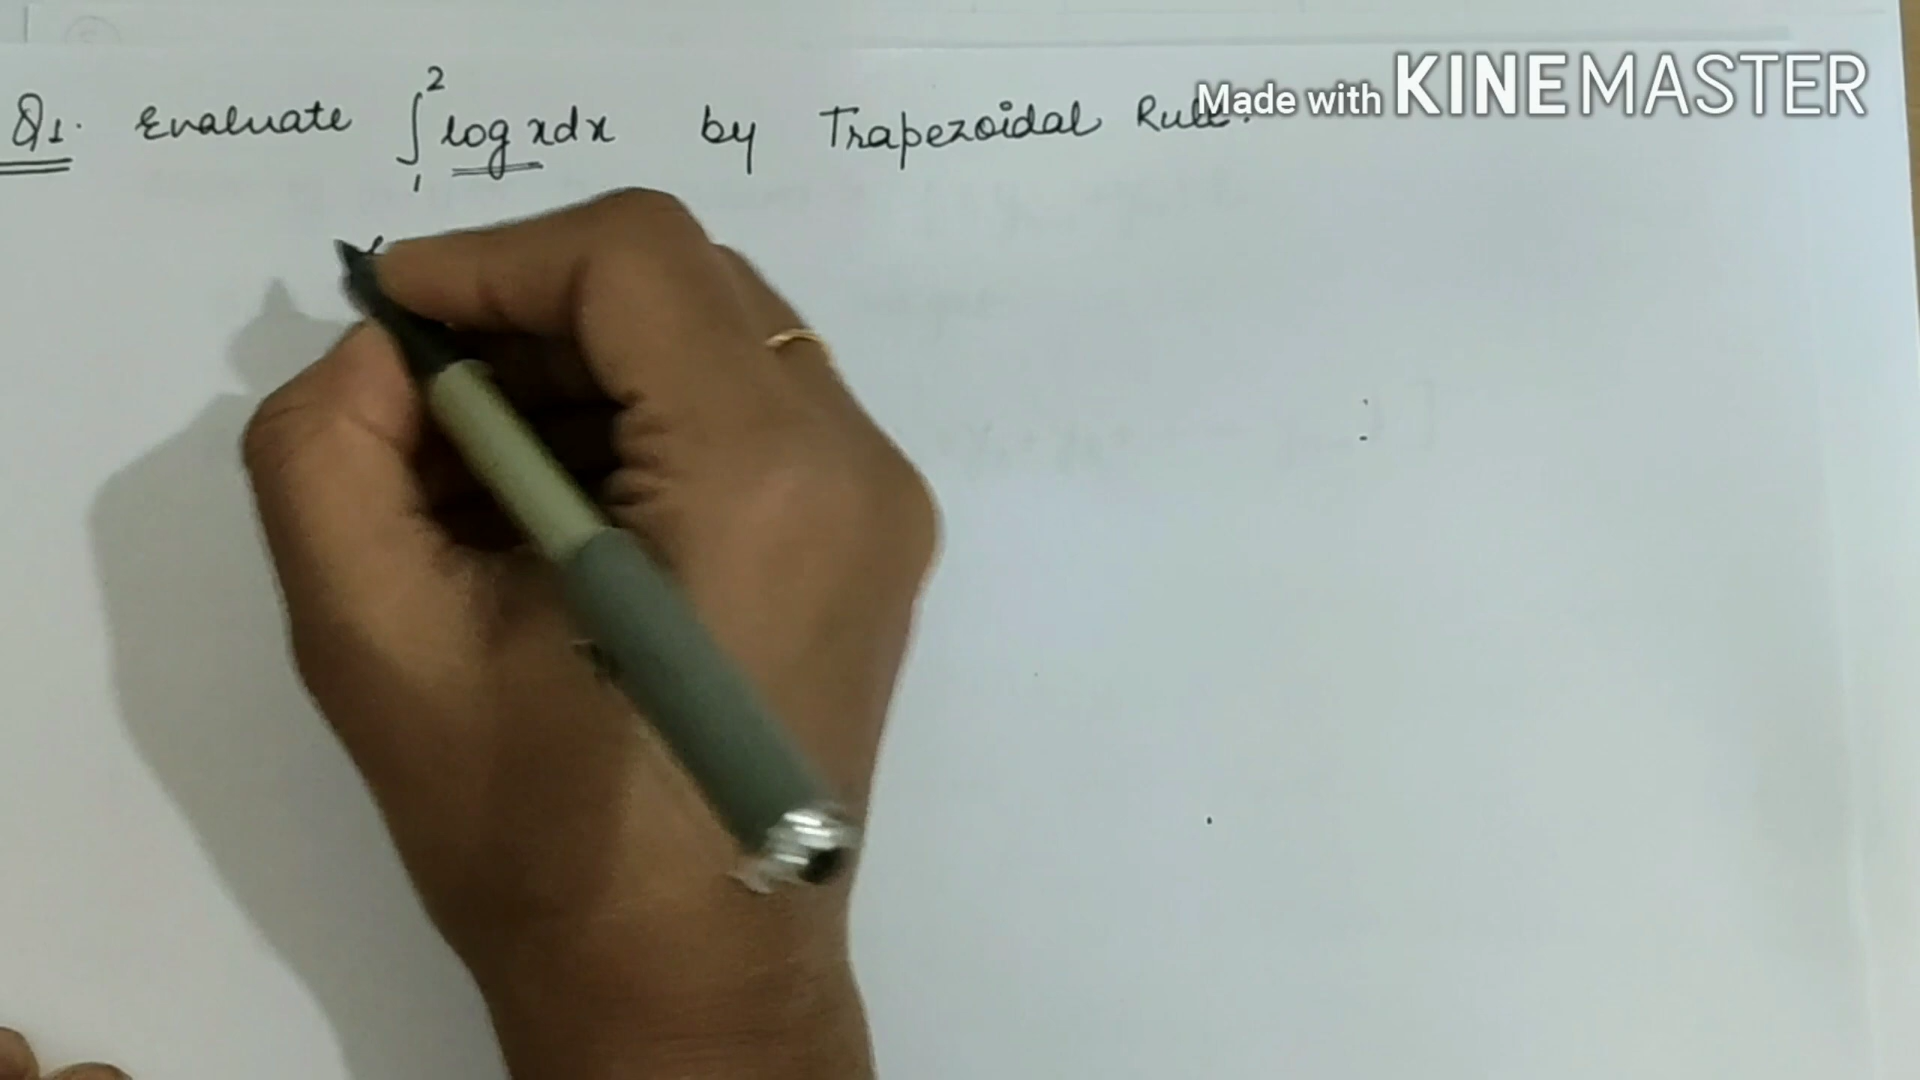 Q1. Evaluate ∫₁² log x dx by Trapezoidal Rule.
Made with KINEMASTER